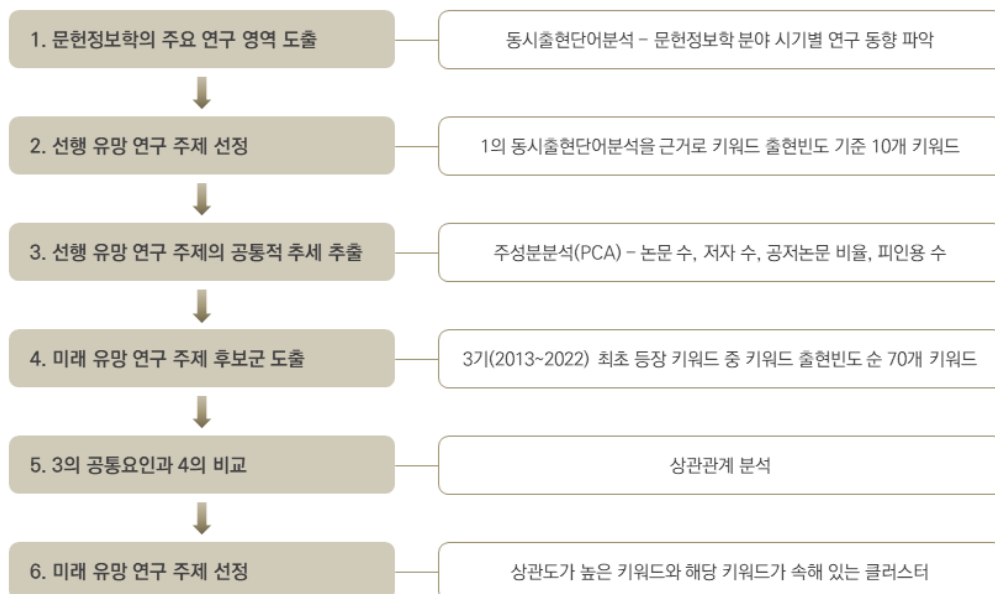 1. 문헌정보학의 주요 연구 영역 도출
동시출현단어분석 – 문헌정보학 분야 시기별 연구 동향 파악
2. 선행 유망 연구 주제 선정
1의 동시출현단어분석을 근거로 키워드 출현빈도 기준 10개 키워드
3. 선행 유망 연구 주제의 공통적 추세 추출
주성분분석(PCA) – 논문 수, 저자 수, 공저논문 비율, 피인용 수
4. 미래 유망 연구 주제 후보군 도출
3기(2013~2022) 최초 등장 키워드 중 키워드 출현빈도 순 70개 키워드
5. 3의 공통요인과 4의 비교
상관관계 분석
6. 미래 유망 연구 주제 선정
상관도가 높은 키워드와 해당 키워드가 속해 있는 클러스터